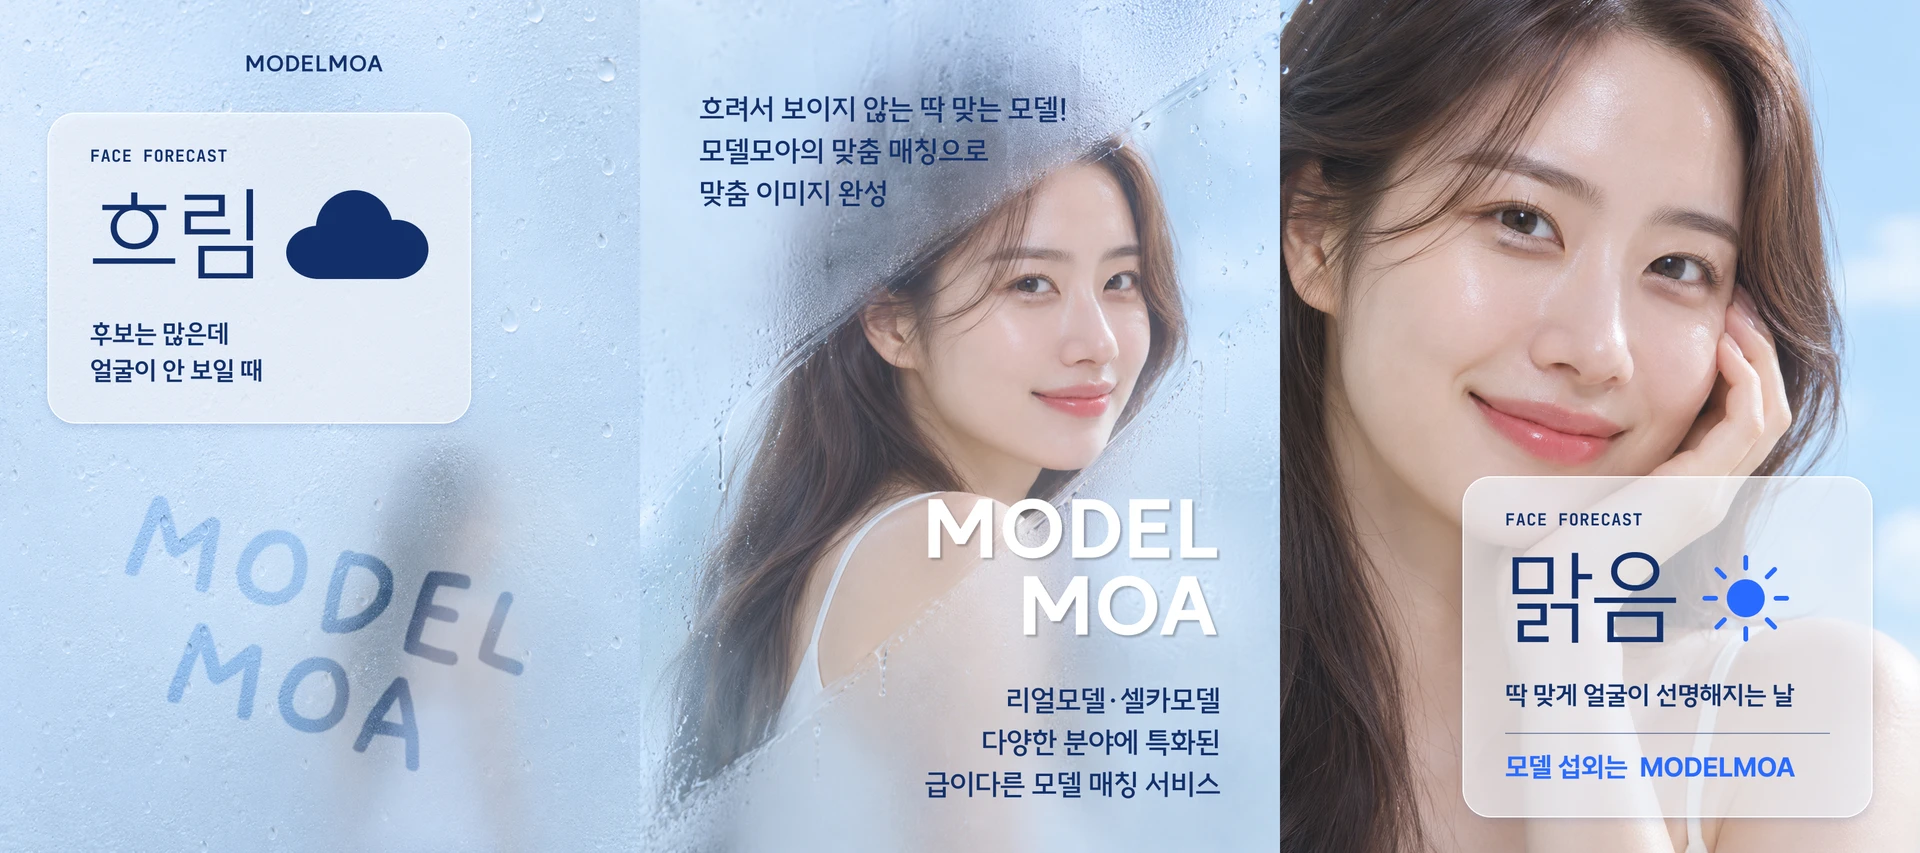 MODELMOA
FACE FORECAST
흐림
후보는 많은데
얼굴이 안 보일 때
MODEL
MOA
흐려서 보이지 않는 딱 맞는 모델!
모델모아의 맞춤 매칭으로
맞춤 이미지 완성
MODEL
MOA
리얼모델·셀카모델
다양한 분야에 특화된
급이다른 모델 매칭 서비스
FACE FORECAST
맑음
딱 맞게 얼굴이 선명해지는 날
모델 섭외는 MODELMOA